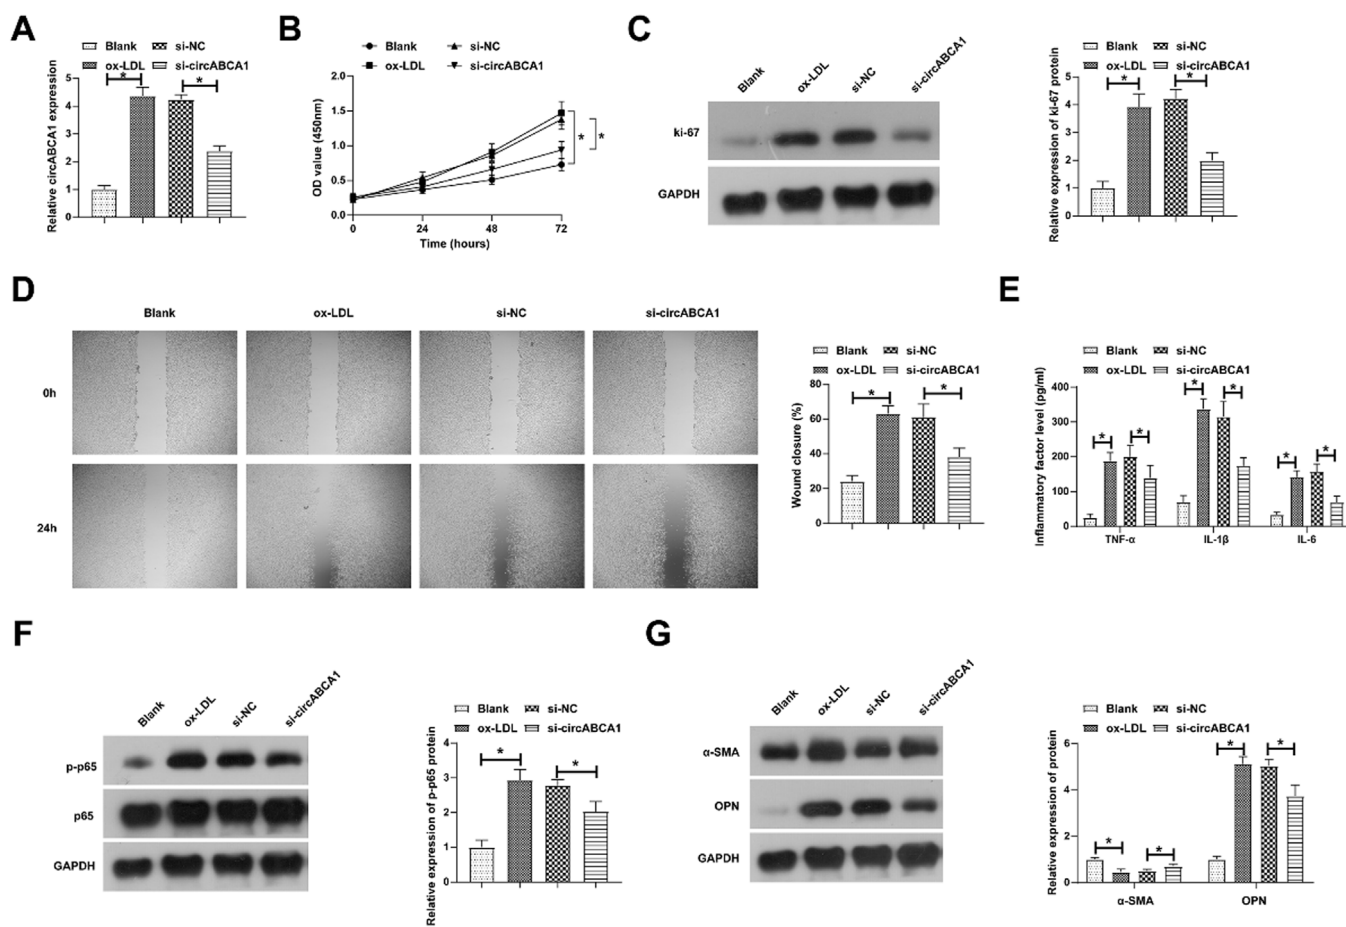 A
Blank
si-NC
ox-LDL
si-circABCA1
Relative circABCA1 expression
5
4
3
2
1
0
*
*
B
Blank
si-NC
ox-LDL
si-circABCA1
OD value (450nm)
2.0
1.5
1.0
0.5
0.0
0
24
48
72
Time (hours)
*
*
C
Blank
ox-LDL
si-NC
si-circABCA1
ki-67
GAPDH
Blank
si-NC
ox-LDL
si-circABCA1
Relative expression of ki-67 protein
5
4
3
2
1
0
*
*
D
Blank
ox-LDL
si-NC
si-circABCA1
0h
24h
Blank
si-NC
ox-LDL
si-circABCA1
Wound closure (%)
80
60
40
20
0
*
*
E
Blank
si-NC
ox-LDL
si-circABCA1
Inflammatory factor level (pg/ml)
400
300
200
100
0
*
*
*
*
*
*
TNF-α
IL-1β
IL-6
F
Blank
ox-LDL
si-NC
si-circABCA1
p-p65
p65
GAPDH
Blank
si-NC
ox-LDL
si-circABCA1
Relative expression of p-p65 protein
4
3
2
1
0
*
*
G
Blank
ox-LDL
si-NC
si-circABCA1
α-SMA
OPN
GAPDH
Blank
si-NC
ox-LDL
si-circABCA1
Relative expression of protein
6
4
2
0
*
*
*
*
α-SMA
OPN